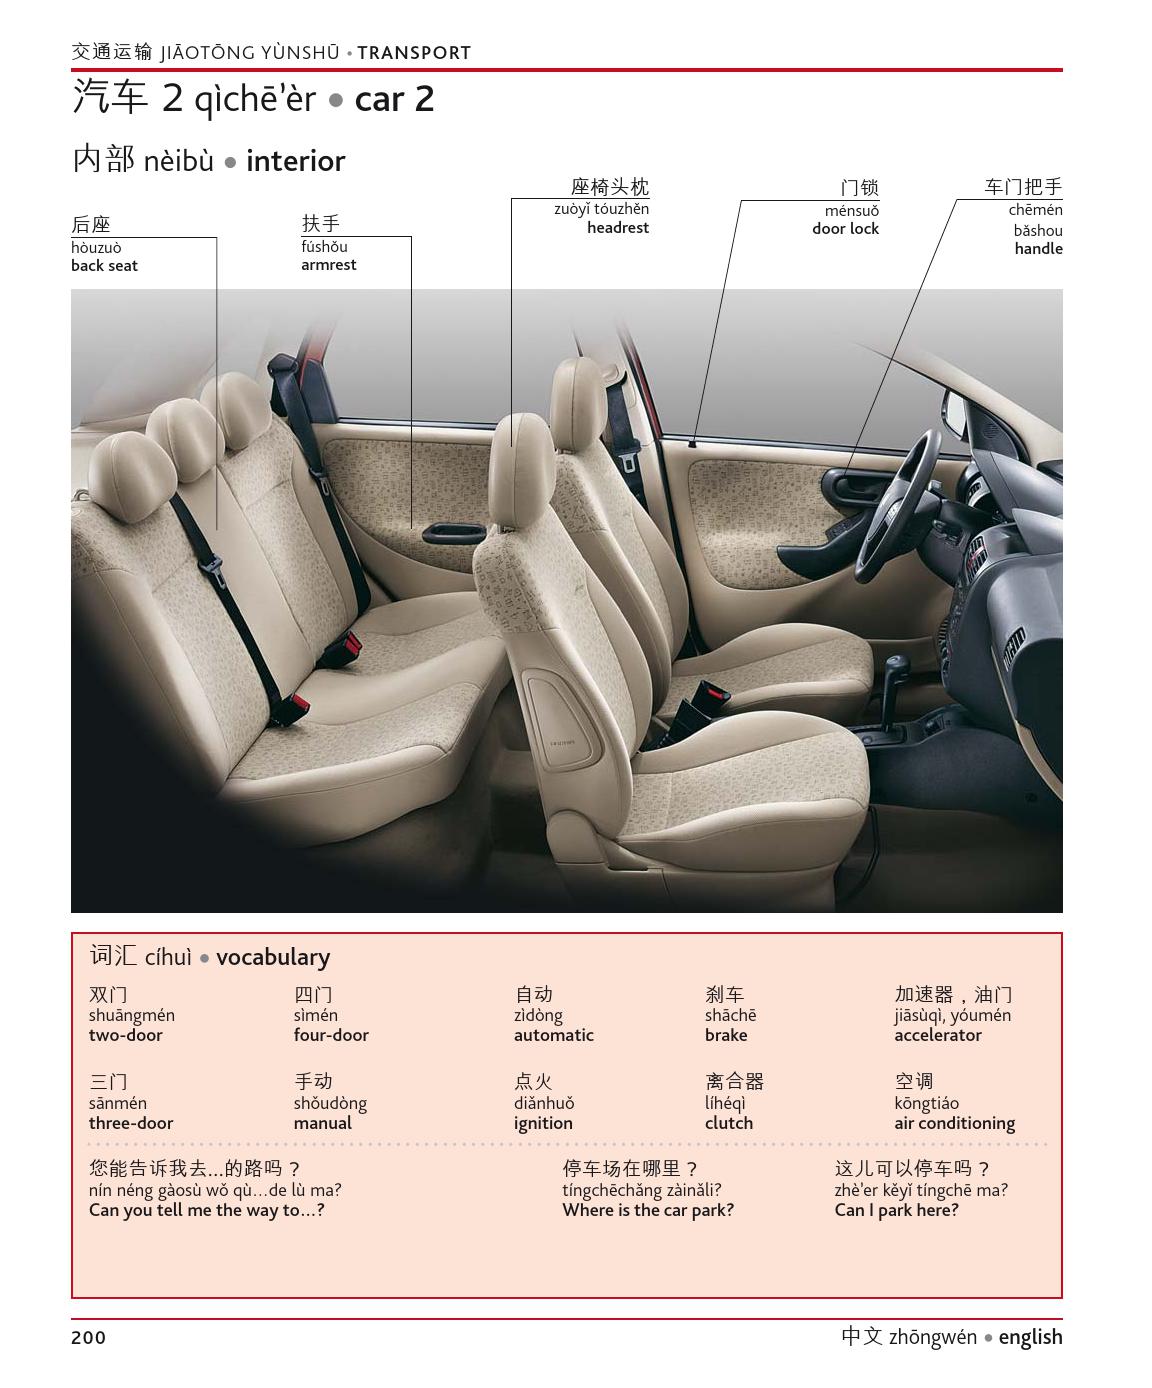 交通运输 JIĀOTŌNG YÙNSHŪ • TRANSPORT
汽车 2 qìchē’èr • car 2
内部 nèibù • interior
后座
hòuzuò
back seat
扶手
fúshǒu
armrest
座椅头枕
zuòyǐ tóuzhěn
headrest
门锁
ménsuǒ
door lock
车门把手
chēmén
bǎshou
handle
词汇 cíhuì • vocabulary
双门
shuāngmén
two-door
四门
sìmén
four-door
自动
zìdòng
automatic
刹车
shāchē
brake
加速器，油门
jiāsùqì, yóumén
accelerator
三门
sānmén
three-door
手动
shǒudòng
manual
点火
diǎnhuǒ
ignition
离合器
líhéqì
clutch
空调
kōngtiáo
air conditioning
您能告诉我去...的路吗？
nín néng gàosù wǒ qù…de lù ma?
Can you tell me the way to…?
停车场在哪里？
tíngchēchǎng zàinǎli?
Where is the car park?
这儿可以停车吗？
zhè'er kěyǐ tíngchē ma?
Can I park here?
200
中文 zhōngwén • english